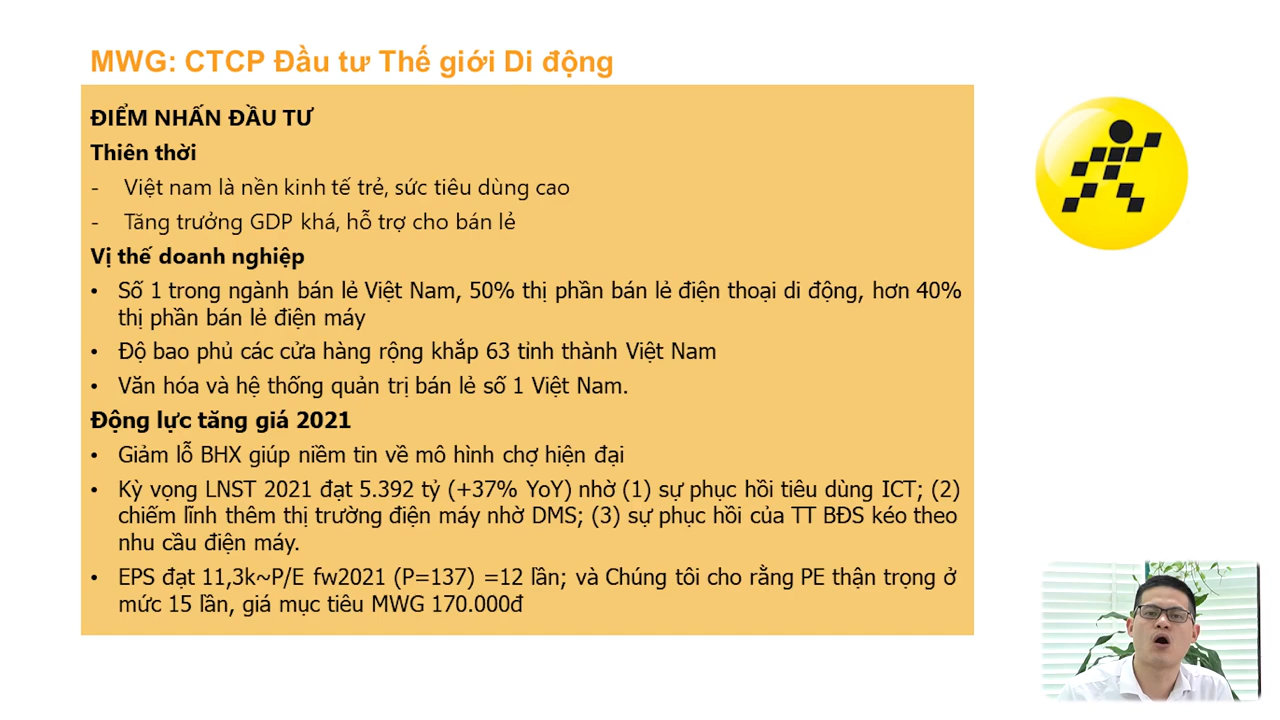 MWG: CTCP Đầu tư Thế giới Di động
ĐIỂM NHẤN ĐẦU TƯ
Thiên thời
- Việt nam là nền kinh tế trẻ, sức tiêu dùng cao
- Tăng trưởng GDP khá, hỗ trợ cho bán lẻ
Vị thế doanh nghiệp
• Số 1 trong ngành bán lẻ Việt Nam, 50% thị phần bán lẻ điện thoại di động, hơn 40%
thị phần bán lẻ điện máy
• Độ bao phủ các cửa hàng rộng khắp 63 tỉnh thành Việt Nam
• Văn hóa và hệ thống quản trị bán lẻ số 1 Việt Nam.
Động lực tăng giá 2021
• Giảm lỗ BHX giúp niềm tin về mô hình chợ hiện đại
• Kỳ vọng LNST 2021 đạt 5.392 tỷ (+37% YoY) nhờ (1) sự phục hồi tiêu dùng ICT; (2)
chiếm lĩnh thêm thị trường điện máy nhờ DMS; (3) sự phục hồi của TT BĐS kéo theo
nhu cầu điện máy.
• EPS đạt 11,3k~P/E fw2021 (P=137) =12 lần; và Chúng tôi cho rằng PE thận trọng ở
mức 15 lần, giá mục tiêu MWG 170.000đ